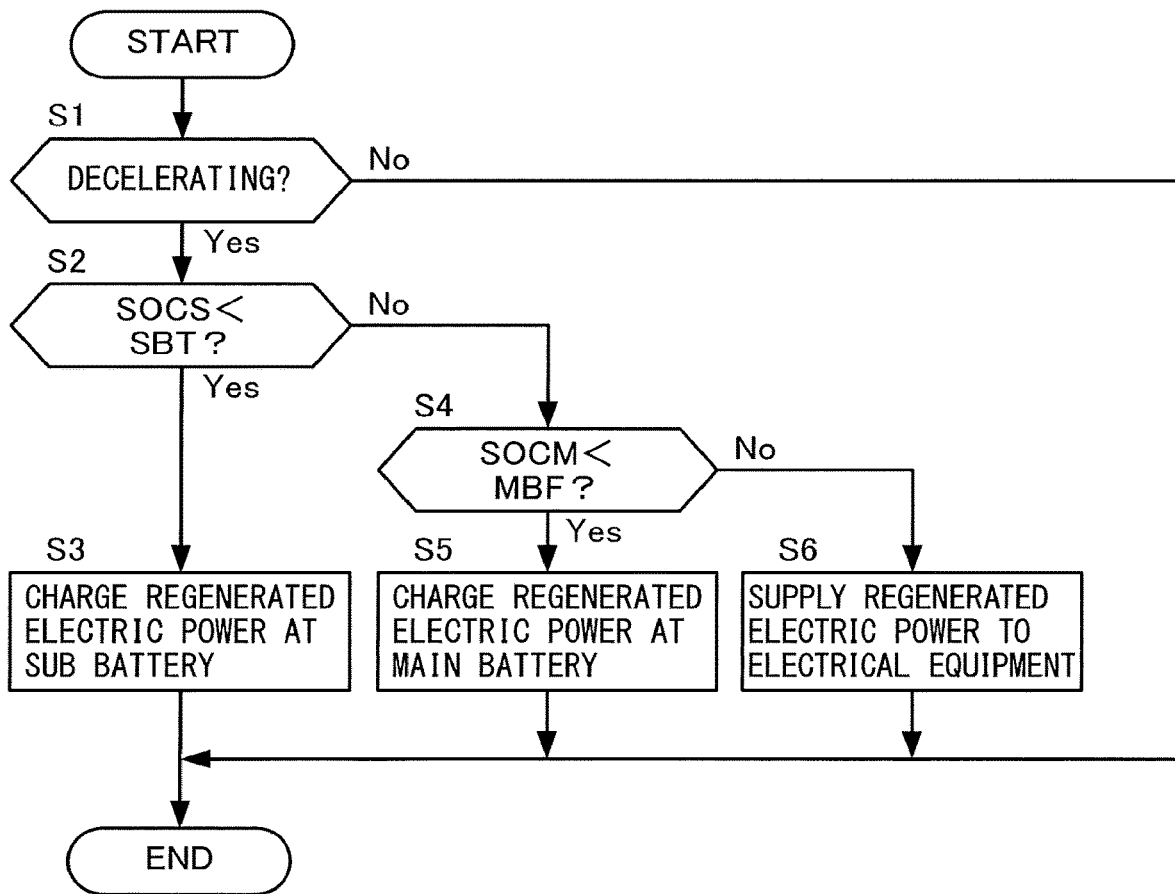 START
S1
DECELERATING?
No
Yes
S2
SOCS<
SBT?
No
Yes
S4
SOCM<
MBF?
No
Yes
S3
CHARGE REGENERATED
ELECTRIC POWER AT
SUB BATTERY
S5
CHARGE REGENERATED
ELECTRIC POWER AT
MAIN BATTERY
S6
SUPPLY REGENERATED
ELECTRIC POWER TO
ELECTRICAL EQUIPMENT
END